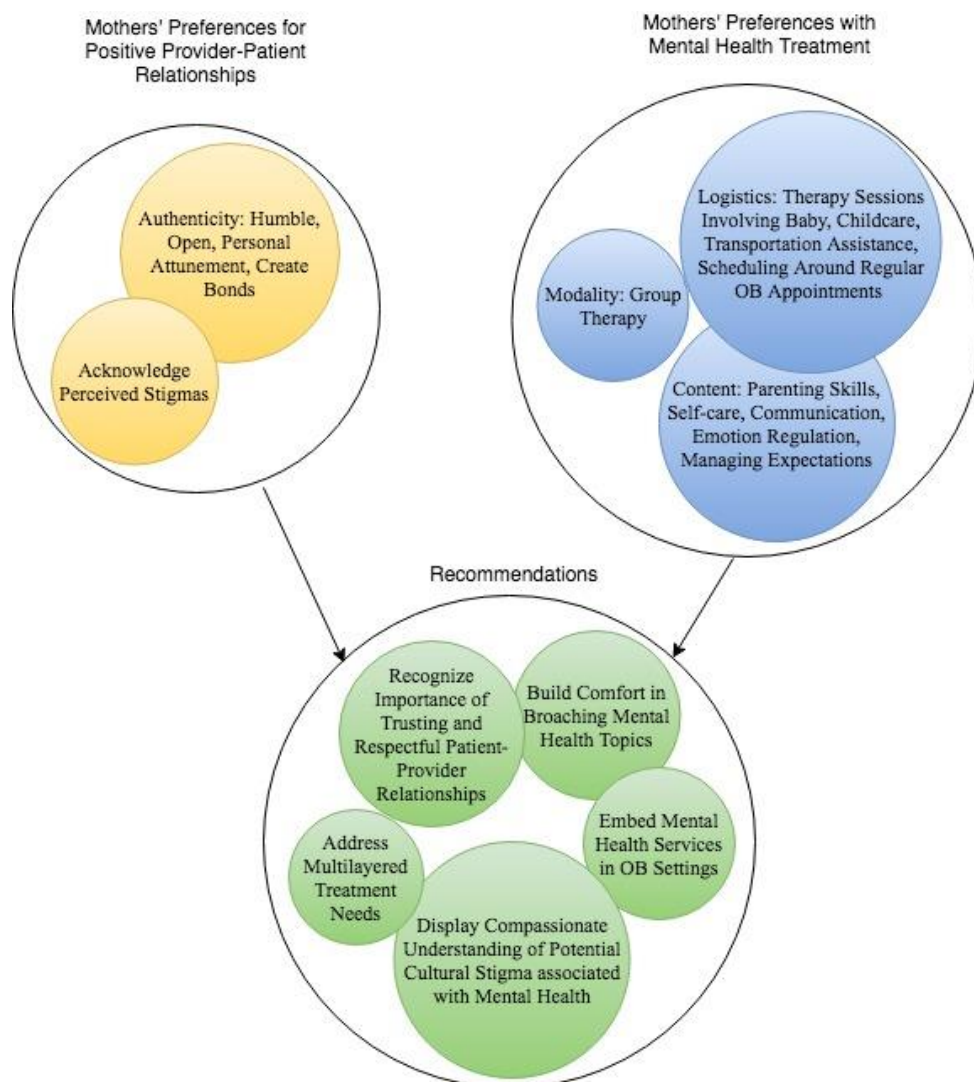 Mothers' Preferences for
Positive Provider-Patient
Relationships
Mothers' Preferences with
Mental Health Treatment
Authenticity: Humble,
Open, Personal
Attunement, Create
Bonds
Acknowledge
Perceived Stigmas
Logistics: Therapy Sessions
Involving Baby, Childcare,
Transportation Assistance,
Scheduling Around Regular
OB Appointments
Modality: Group
Therapy
Content: Parenting Skills,
Self-care, Communication,
Emotion Regulation,
Managing Expectations
Recommendations
Recognize
Importance of
Trusting and
Respectful Patient-
Provider
Relationships
Build Comfort in
Broaching Mental
Health Topics
Address
Multilayered
Treatment
Needs
Embed Mental
Health Services
in OB Settings
Display Compassionate
Understanding of Potential
Cultural Stigma associated
with Mental Health